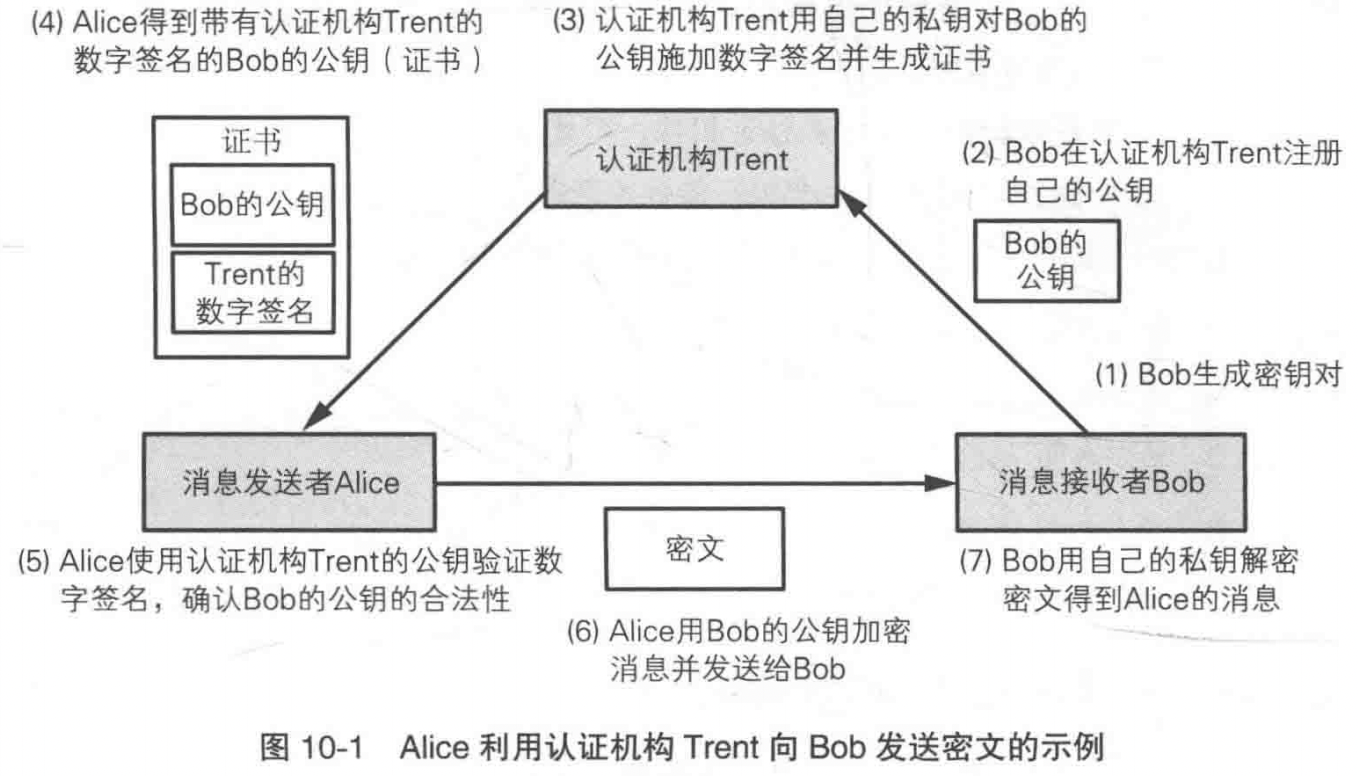 (4) Alice得到带有认证机构Trent的
数字签名的Bob的公钥（证书）
(3) 认证机构Trent用自己的私钥对Bob的
公钥施加数字签名并生成证书
证书
Bob的公钥
Trent的
数字签名
认证机构Trent
(2) Bob在认证机构Trent注册
自己的公钥
Bob的
公钥
(1) Bob生成密钥对
消息发送者Alice
消息接收者Bob
(5) Alice使用认证机构Trent的公钥验证数
字签名，确认Bob的公钥的合法性
密文
(6) Alice用Bob的公钥加密
消息并发送给Bob
(7) Bob用自己的私钥解密
密文得到Alice的消息
图 10-1 Alice 利用认证机构 Trent 向 Bob 发送密文的示例